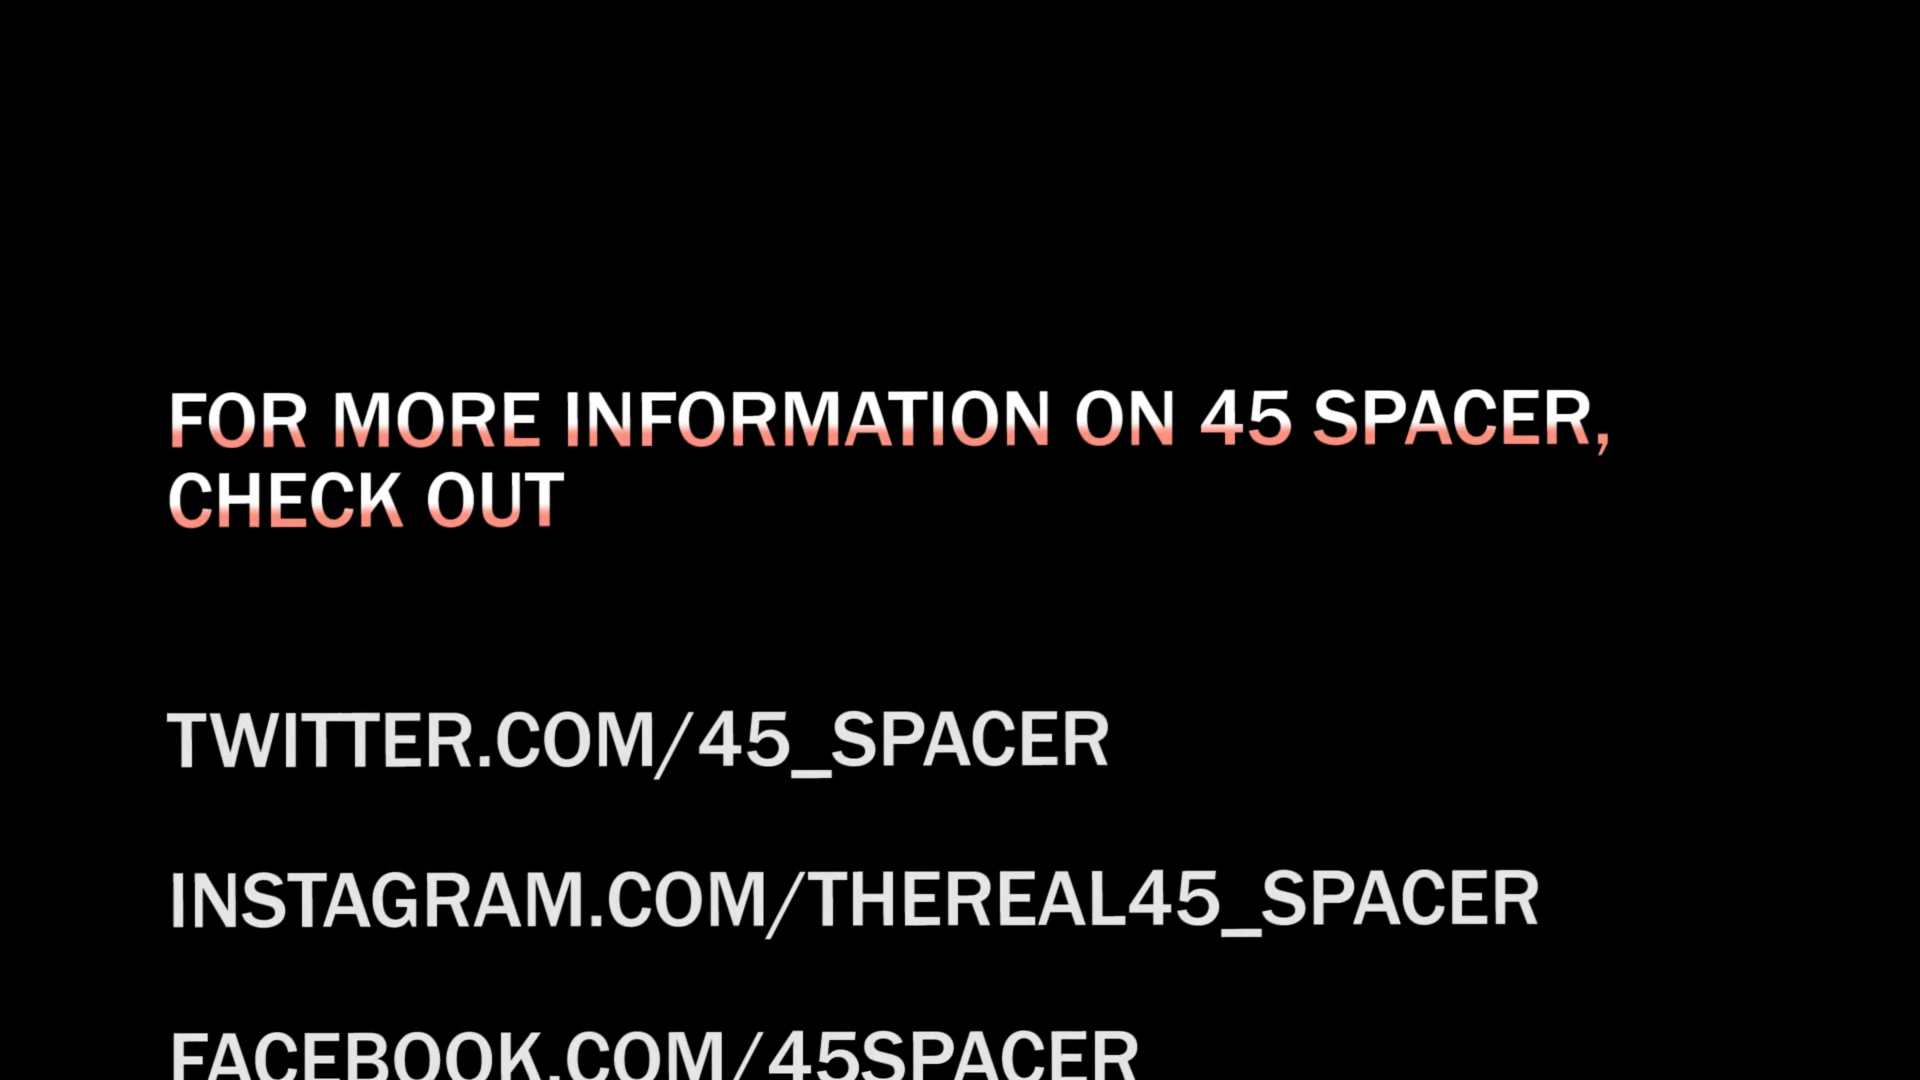 FOR MORE INFORMATION ON 45 SPACER,
CHECK OUT
TWITTER.COM/45_SPACER
INSTAGRAM.COM/THEREAL45_SPACER
FACEBOOK.COM/45SPACER